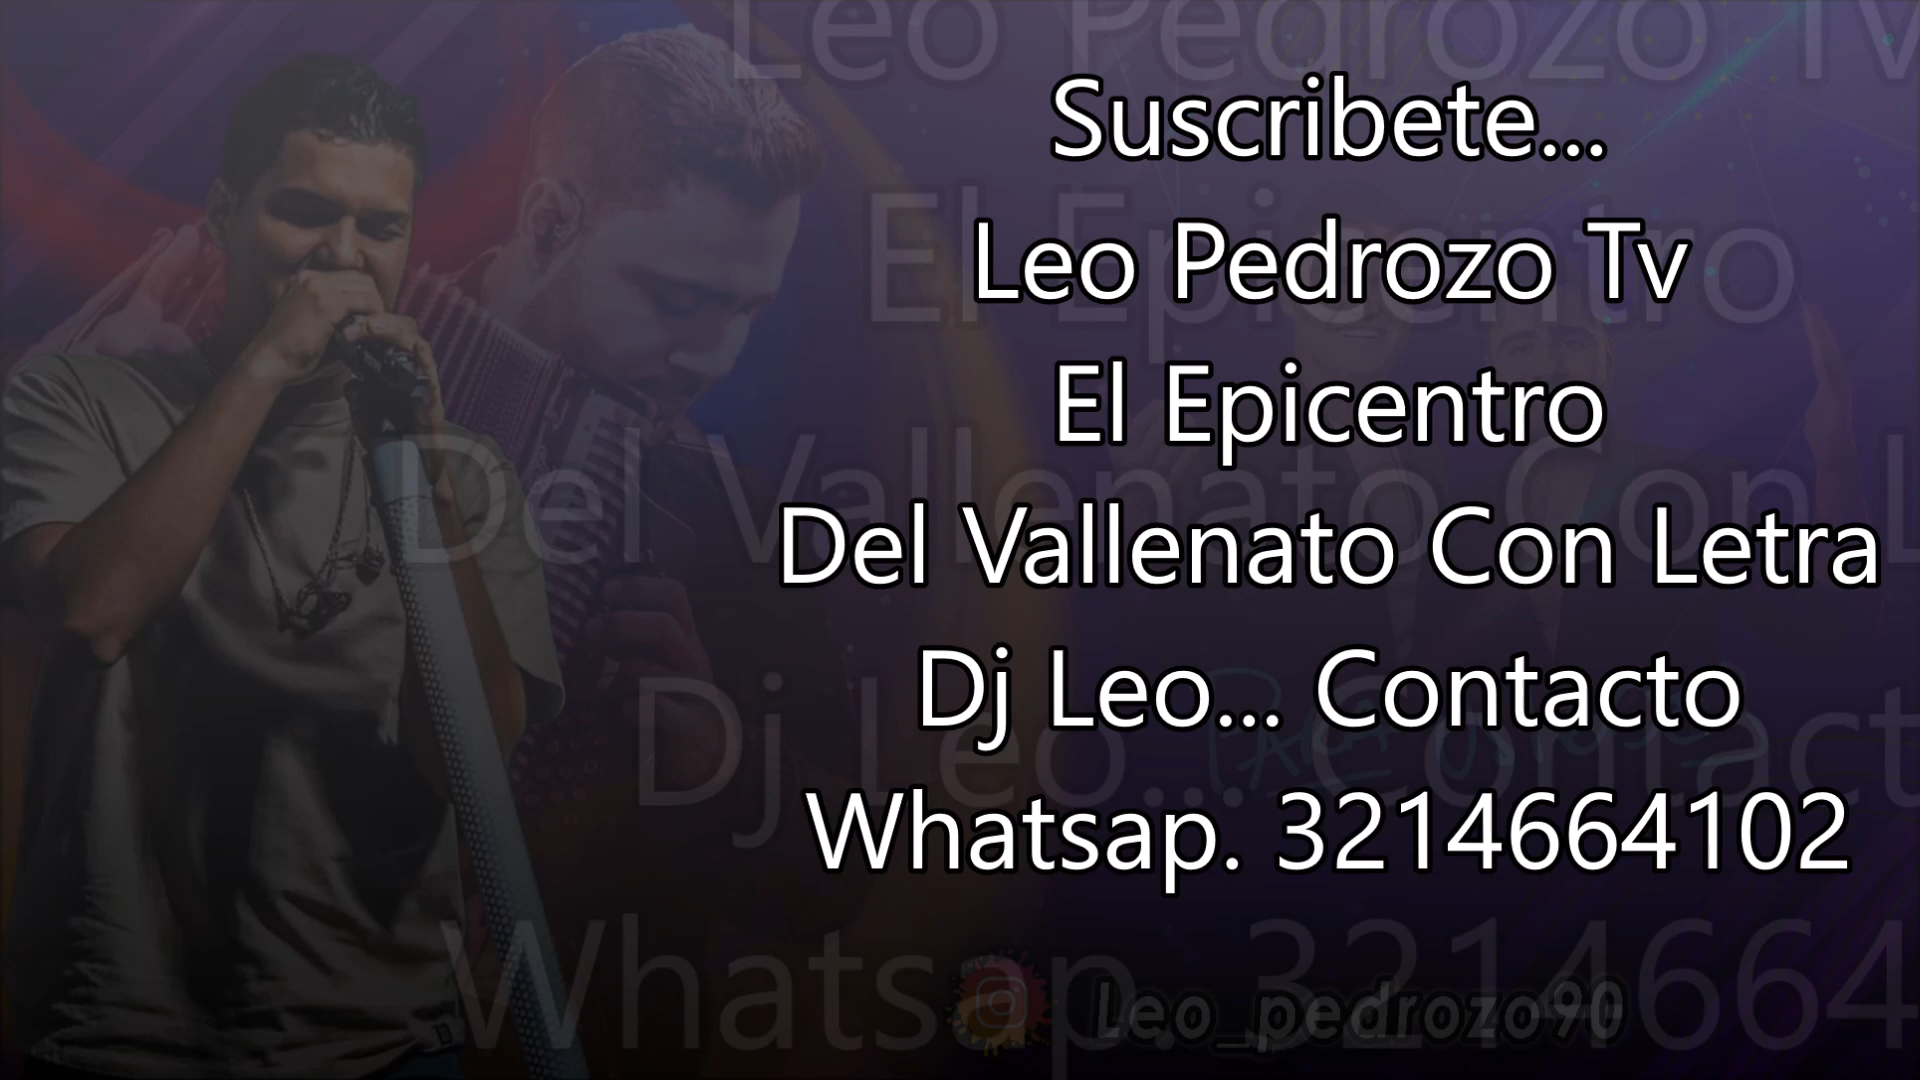 Suscribete...
Leo Pedrozo Tv
El Epicentro
Del Vallenato Con Letra
Dj Leo... Contacto
Whatsap. 3214664102
Leo_pedrozo90